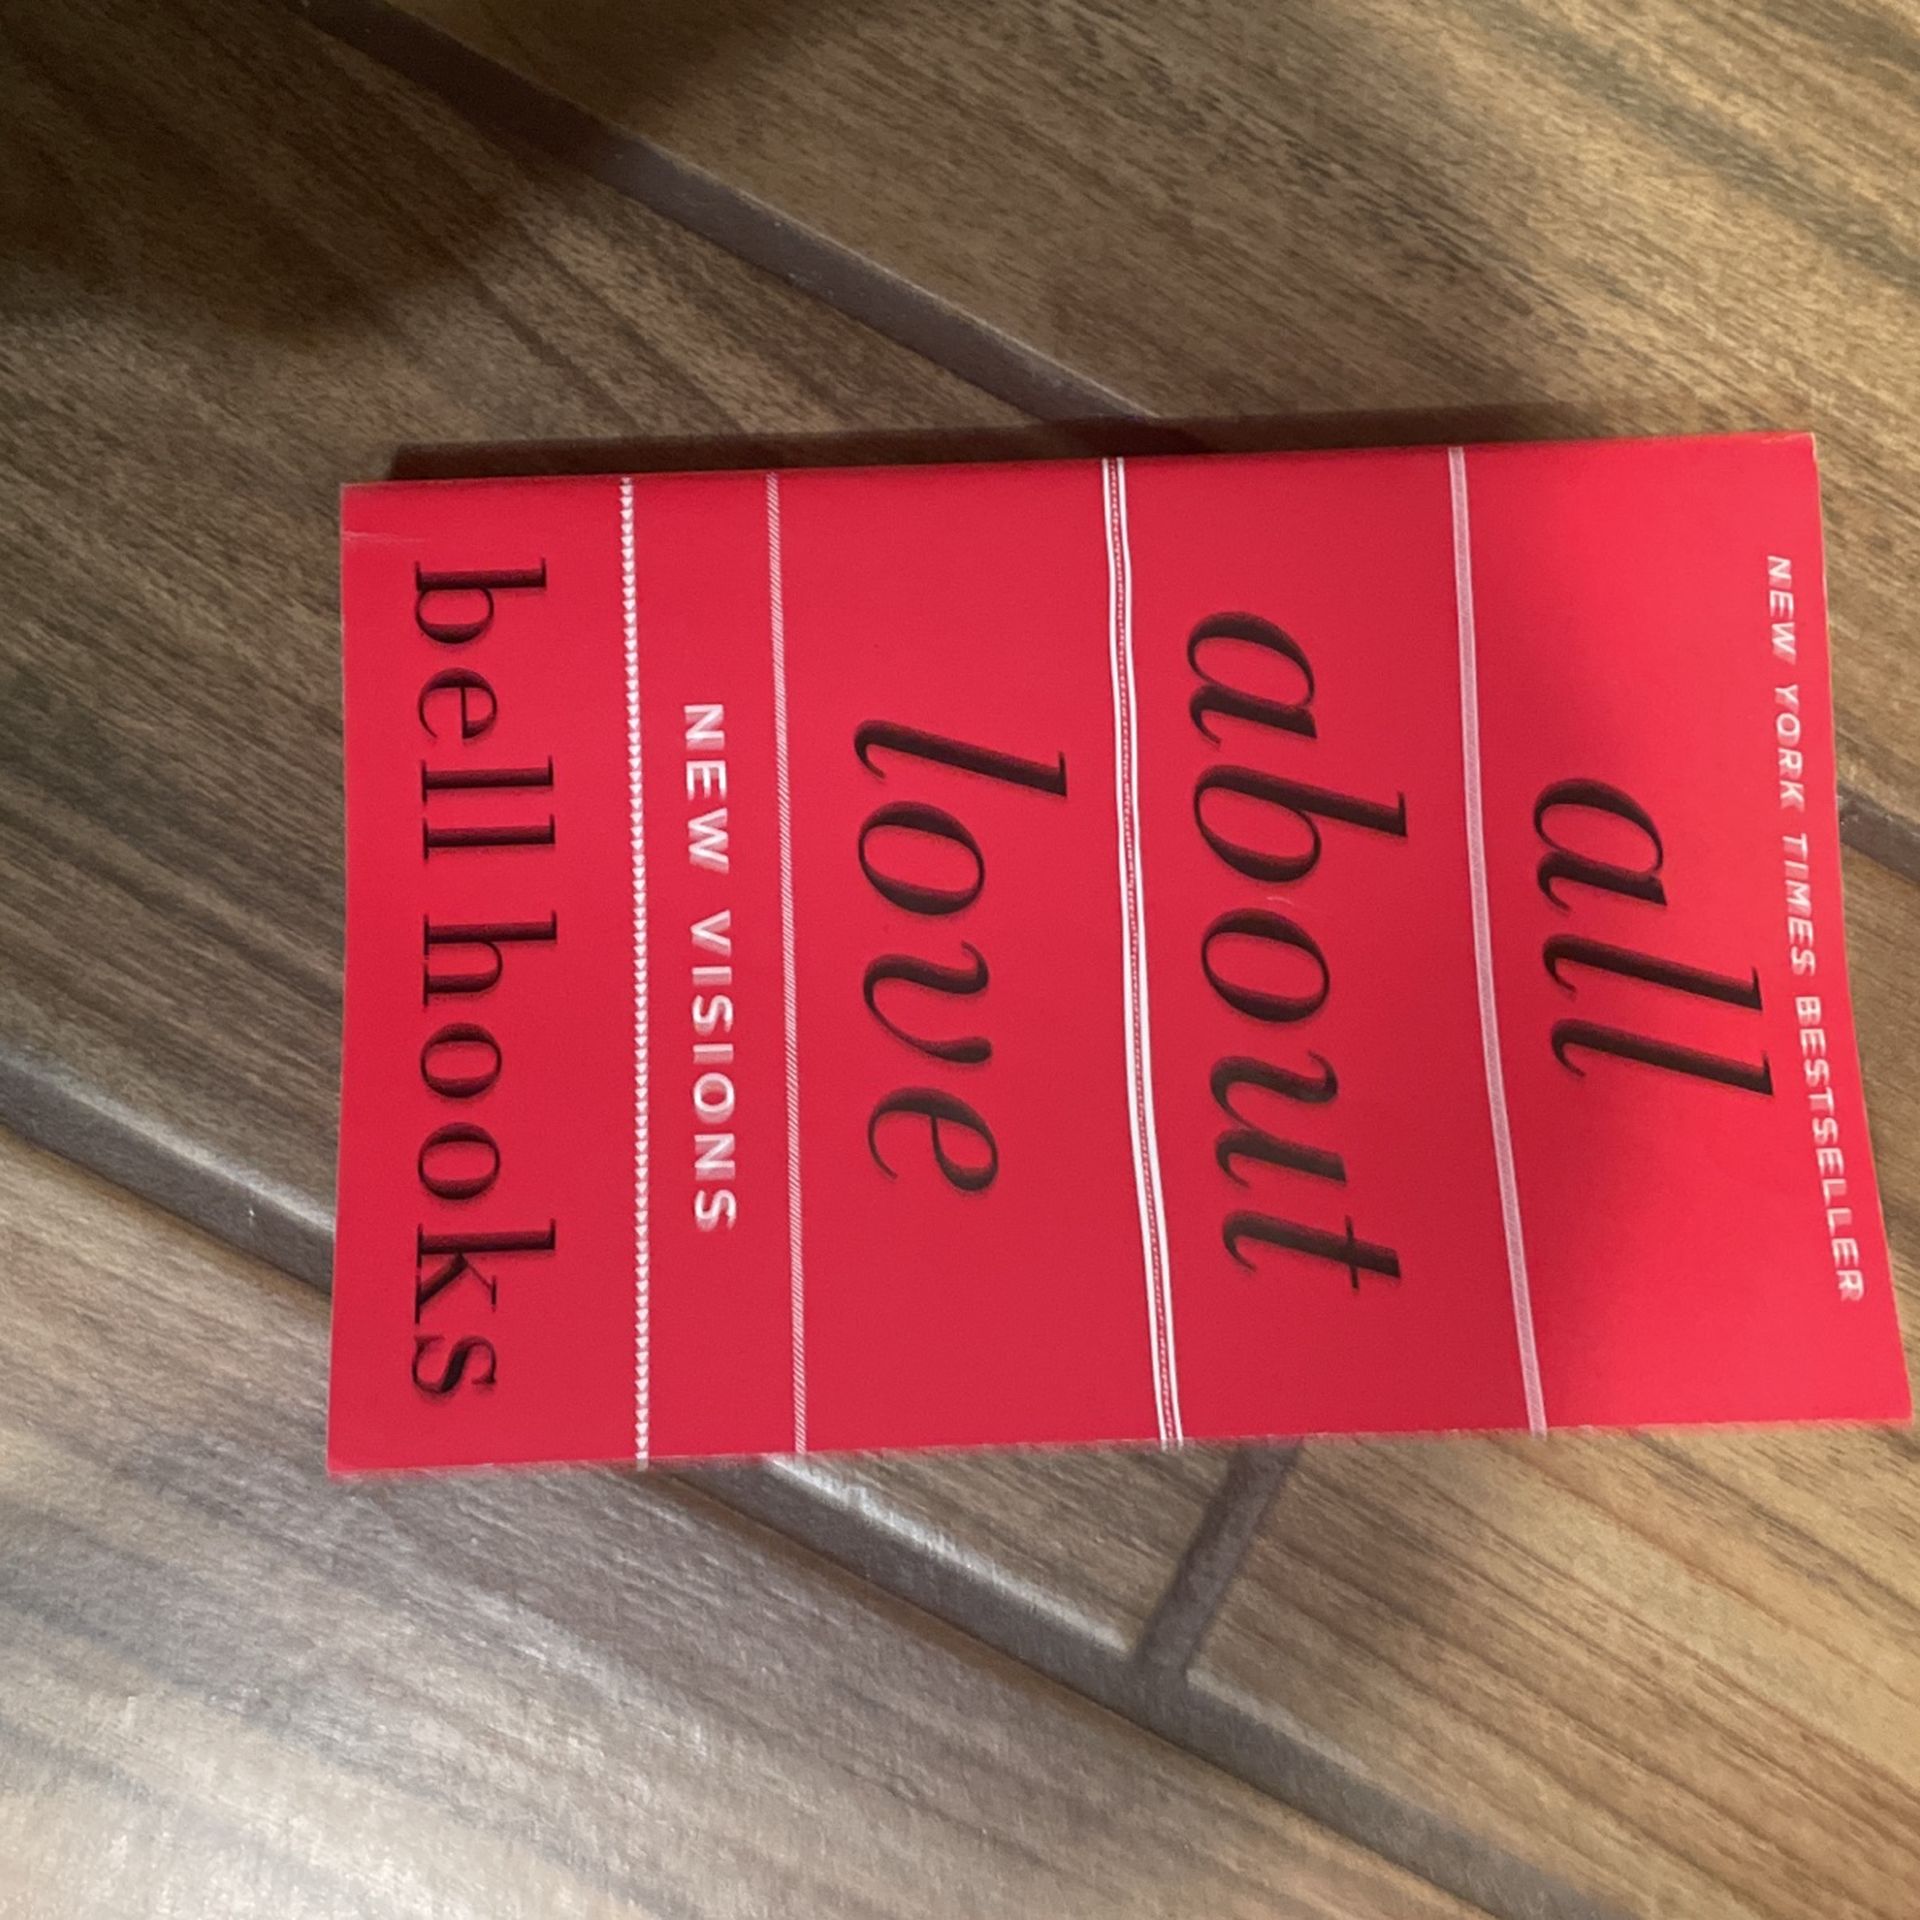 NEW YORK TIMES BESTSELLER
all
about
love
NEW VISIONS
bell hooks